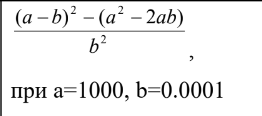 (a − b)² − (a² − 2ab)
b²
,
при a=1000, b=0.0001